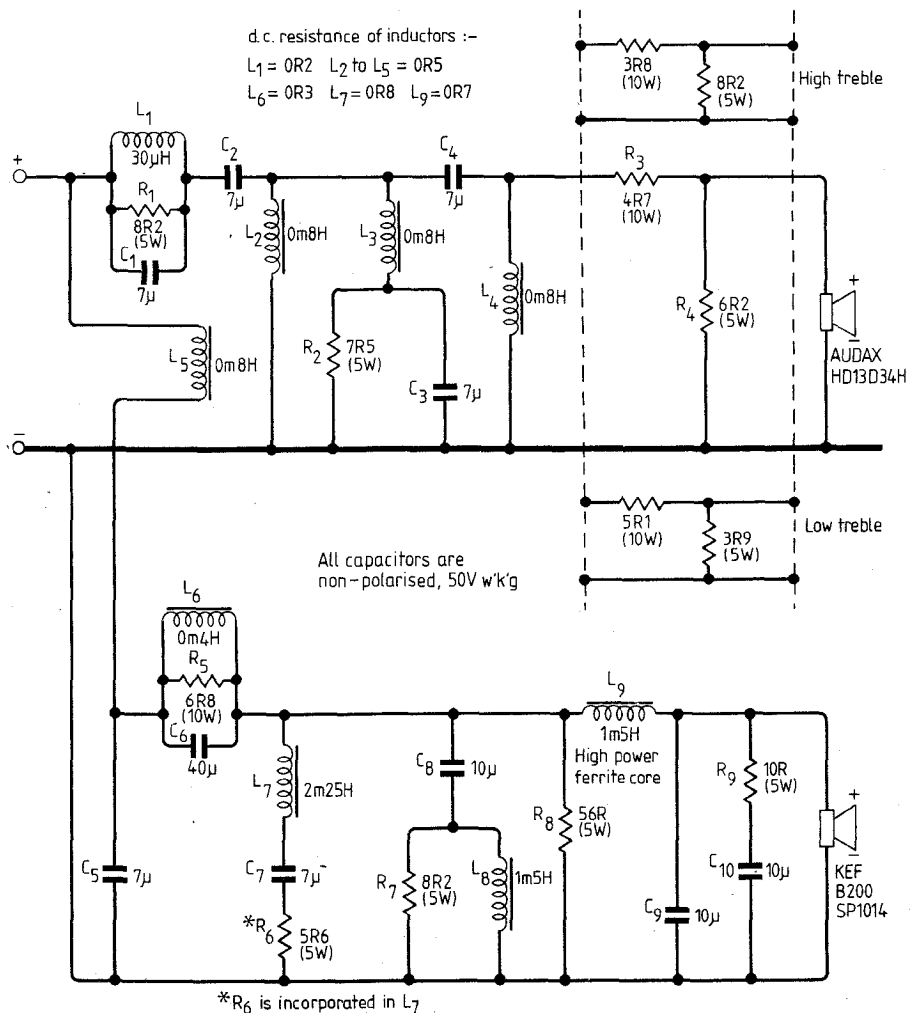 d.c. resistance of inductors :-
L1 = 0R2 L2 to L5 = 0R5
L6 = 0R3 L7 = 0R8 L9 = 0R7
3R8
(10W)
8R2
(5W)
High treble
L1
30µH
R1
8R2
(5W)
C1
7µ
+
C2
7µ
L2
0m8H
L3
0m8H
C4
7µ
L4
0m8H
R3
4R7
(10W)
R4
6R2
(5W)
+
−
AUDAX
HD13D34H
L5
0m8H
R2
7R5
(5W)
C3
7µ
−
5R1
(10W)
3R9
(5W)
Low treble
All capacitors are
non-polarised, 50V w'k'g
L6
0m4H
R5
6R8
(10W)
C6
40µ
L7
2m25H
C8
10µ
L9
1m5H
High power
ferrite core
R8
56R
(5W)
R9
10R
(5W)
C5
7µ
C7
7µ
*R6
5R6
(5W)
R7
8R2
(5W)
L8
1m5H
C9
10µ
C10
10µ
+
−
KEF
B200
SP1014
*R6 is incorporated in L7